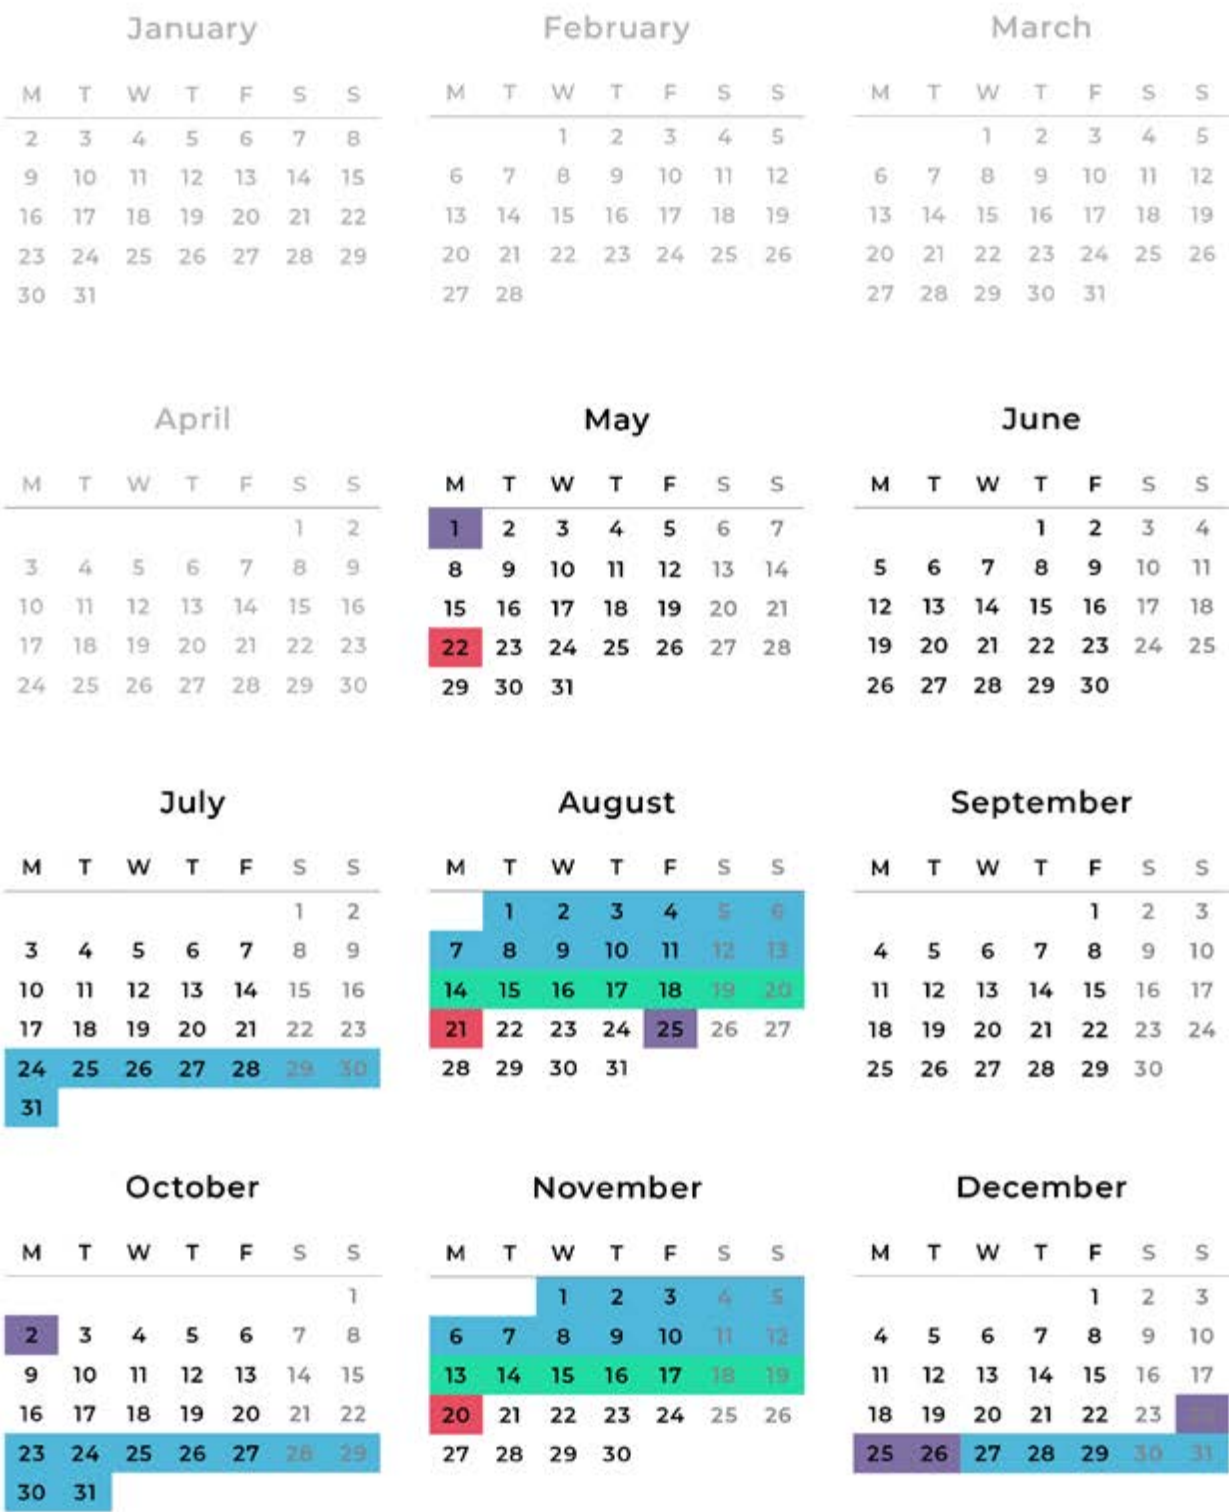 January
M T W T F S S
2 3 4 5 6 7 8
9 10 11 12 13 14 15
16 17 18 19 20 21 22
23 24 25 26 27 28 29
30 31
February
M T W T F S S
1 2 3 4 5
6 7 8 9 10 11 12
13 14 15 16 17 18 19
20 21 22 23 24 25 26
27 28
March
M T W T F S S
1 2 3 4 5
6 7 8 9 10 11 12
13 14 15 16 17 18 19
20 21 22 23 24 25 26
27 28 29 30 31
April
M T W T F S S
1 2
3 4 5 6 7 8 9
10 11 12 13 14 15 16
17 18 19 20 21 22 23
24 25 26 27 28 29 30
May
M T W T F S S
1 2 3 4 5 6 7
8 9 10 11 12 13 14
15 16 17 18 19 20 21
22 23 24 25 26 27 28
29 30 31
June
M T W T F S S
1 2 3 4
5 6 7 8 9 10 11
12 13 14 15 16 17 18
19 20 21 22 23 24 25
26 27 28 29 30
July
M T W T F S S
1 2
3 4 5 6 7 8 9
10 11 12 13 14 15 16
17 18 19 20 21 22 23
24 25 26 27 28 29 30
31
August
M T W T F S S
1 2 3 4 5 6
7 8 9 10 11 12 13
14 15 16 17 18 19 20
21 22 23 24 25 26 27
28 29 30 31
September
M T W T F S S
1 2 3
4 5 6 7 8 9 10
11 12 13 14 15 16 17
18 19 20 21 22 23 24
25 26 27 28 29 30
October
M T W T F S S
1
2 3 4 5 6 7 8
9 10 11 12 13 14 15
16 17 18 19 20 21 22
23 24 25 26 27 28 29
30 31
November
M T W T F S S
1 2 3 4 5
6 7 8 9 10 11 12
13 14 15 16 17 18 19
20 21 22 23 24 25 26
27 28 29 30
December
M T W T F S S
1 2 3
4 5 6 7 8 9 10
11 12 13 14 15 16 17
18 19 20 21 22 23
25 26 27 28 29 30 31